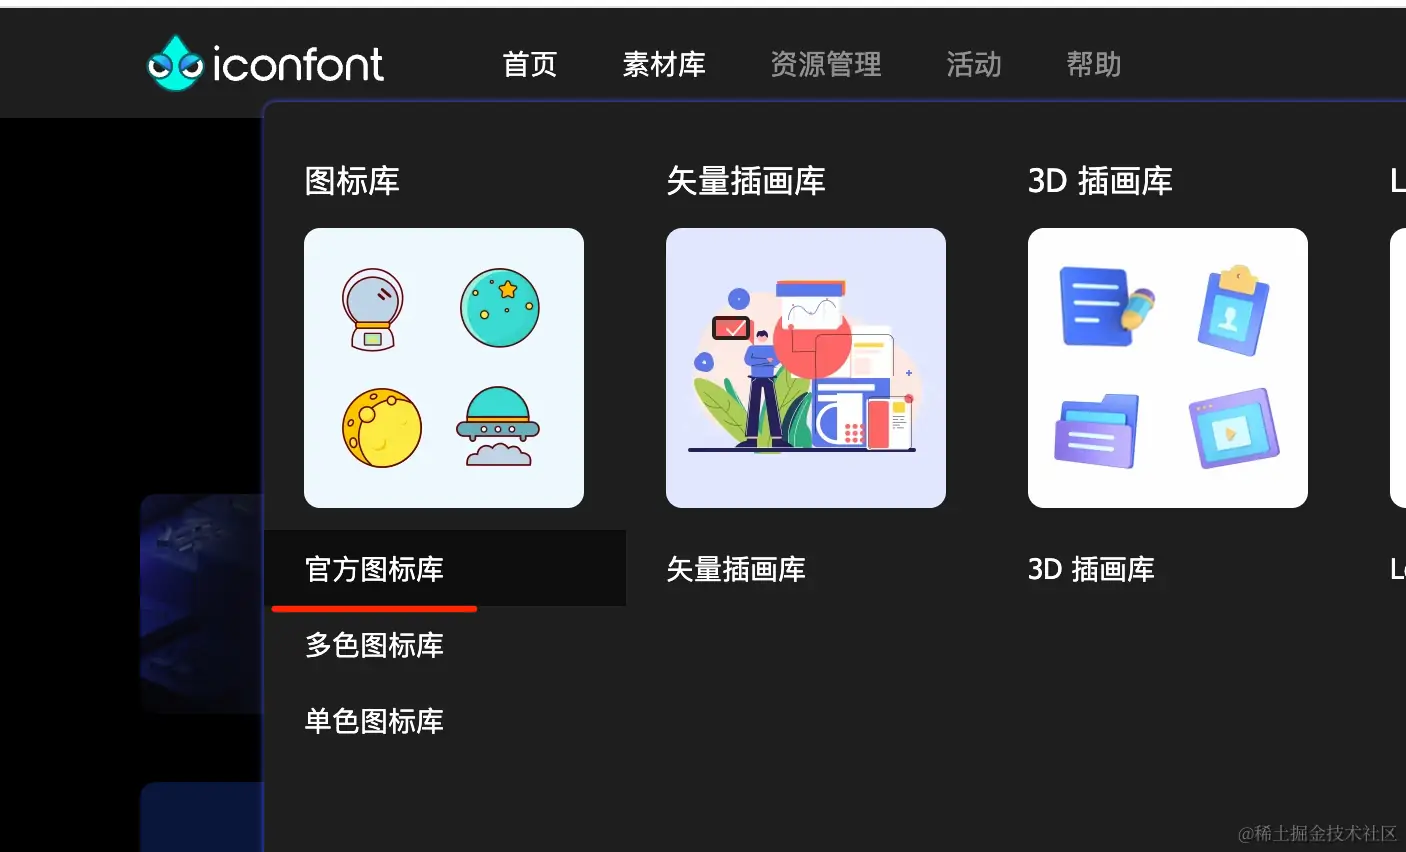 iconfont
首页 素材库 资源管理 活动 帮助
图标库 矢量插画库 3D 插画库
官方图标库 矢量插画库 3D 插画库
多色图标库
单色图标库
@稀土掘金技术社区